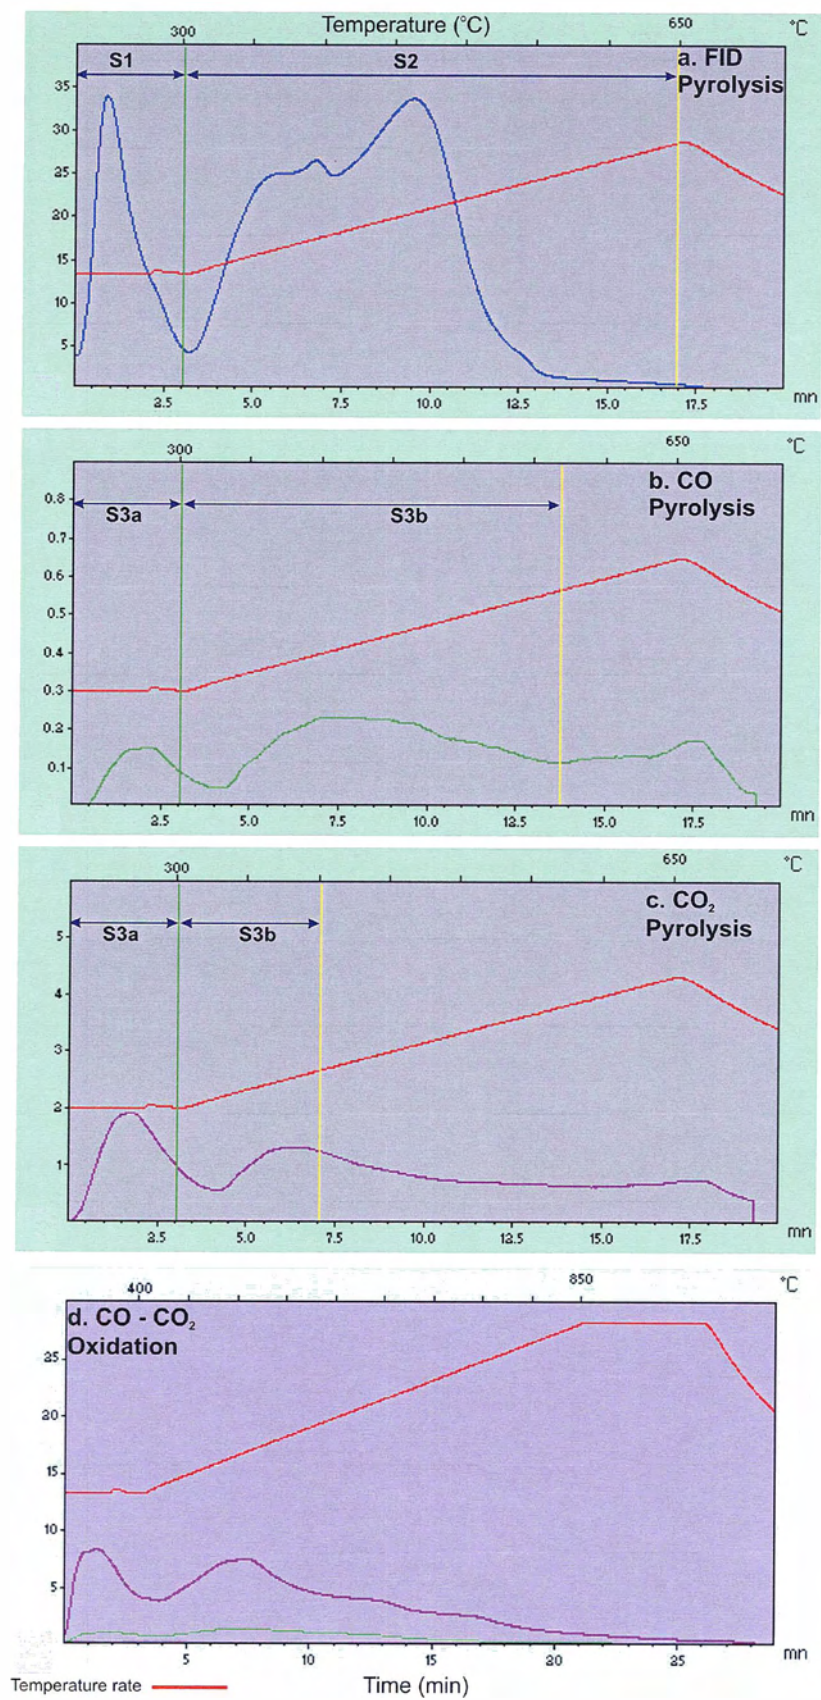 Temperature (°C)
300 650 °C
S1 S2 a. FID
Pyrolysis
35
30
25
20
15
10
5
2.5 5.0 7.5 10.0 12.5 15.0 17.5 mn
300 650 °C
b. CO
Pyrolysis
S3a S3b
0.8
0.7
0.6
0.5
0.4
0.3
0.2
0.1
2.5 5.0 7.5 10.0 12.5 15.0 17.5 mn
300 650 °C
c. CO₂
Pyrolysis
S3a S3b
5
4
3
2
1
2.5 5.0 7.5 10.0 12.5 15.0 17.5 mn
400 850 °C
d. CO - CO₂
Oxidation
25
20
15
10
5
5 10 15 20 25 mn
Temperature rate Time (min)